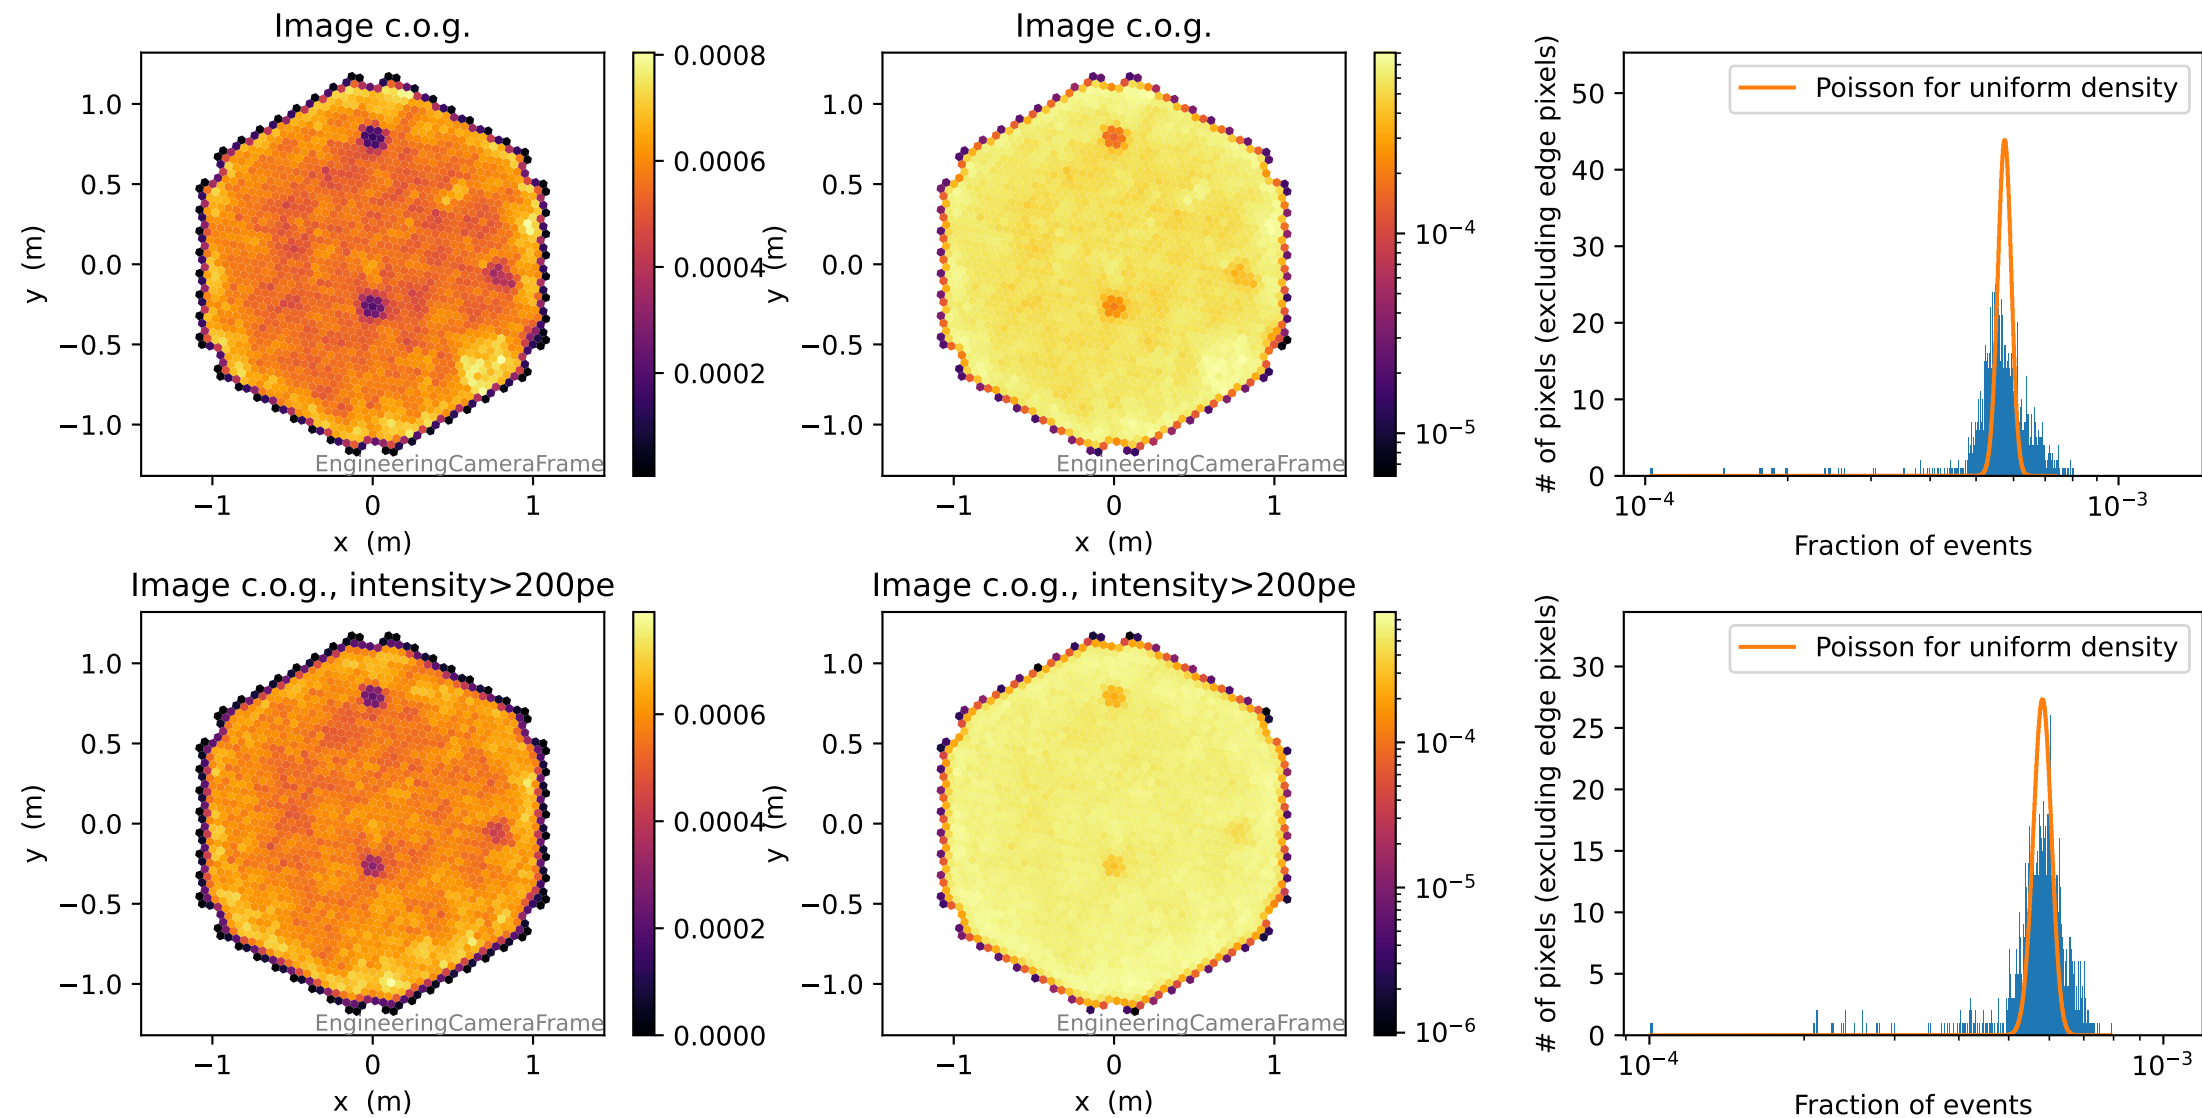 Image c.o.g.
1.0
0.5
0.0
−0.5
−1.0
y (m)
−1
0
1
x (m)
EngineeringCameraFrame
0.0008
0.0006
0.0004
0.0002
Image c.o.g.
1.0
0.5
0.0
−0.5
−1.0
y (m)
−1
0
1
x (m)
EngineeringCameraFrame
10⁻⁴
10⁻⁵
# of pixels (excluding edge pixels)
50
40
30
20
10
0
Poisson for uniform density
10⁻⁴
10⁻³
Fraction of events
Image c.o.g., intensity>200pe
1.0
0.5
0.0
−0.5
−1.0
y (m)
−1
0
1
x (m)
EngineeringCameraFrame
0.0006
0.0004
0.0002
0.0000
Image c.o.g., intensity>200pe
1.0
0.5
0.0
−0.5
−1.0
y (m)
−1
0
1
x (m)
EngineeringCameraFrame
10⁻⁴
10⁻⁵
10⁻⁶
# of pixels (excluding edge pixels)
30
25
20
15
10
5
0
Poisson for uniform density
10⁻⁴
10⁻³
Fraction of events